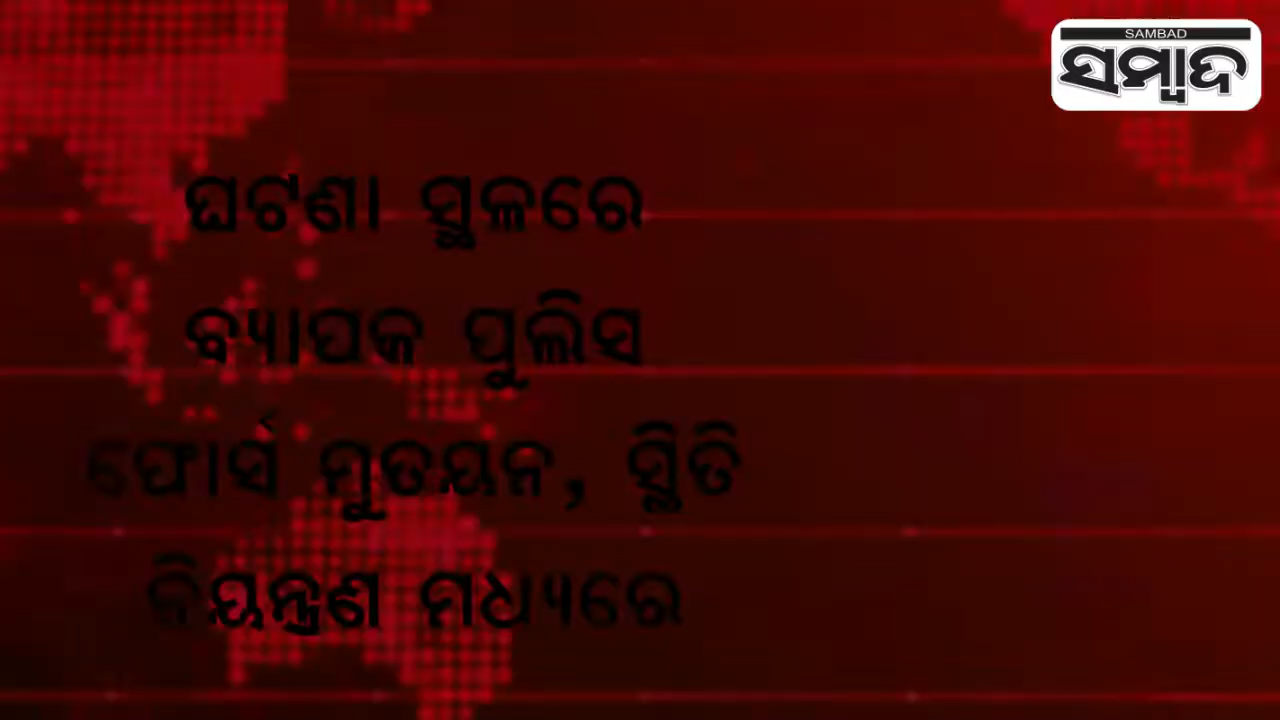 SAMBAD
ସମ୍ବାଦ
ଘଟଣା ସ୍ଥଳରେ
ବ୍ୟାପକ ପୁଲିସ
ଫୋର୍ସ ମୁତୟନ, ସ୍ଥିତି
ନିୟନ୍ତ୍ରଣ ମଧ୍ୟରେ